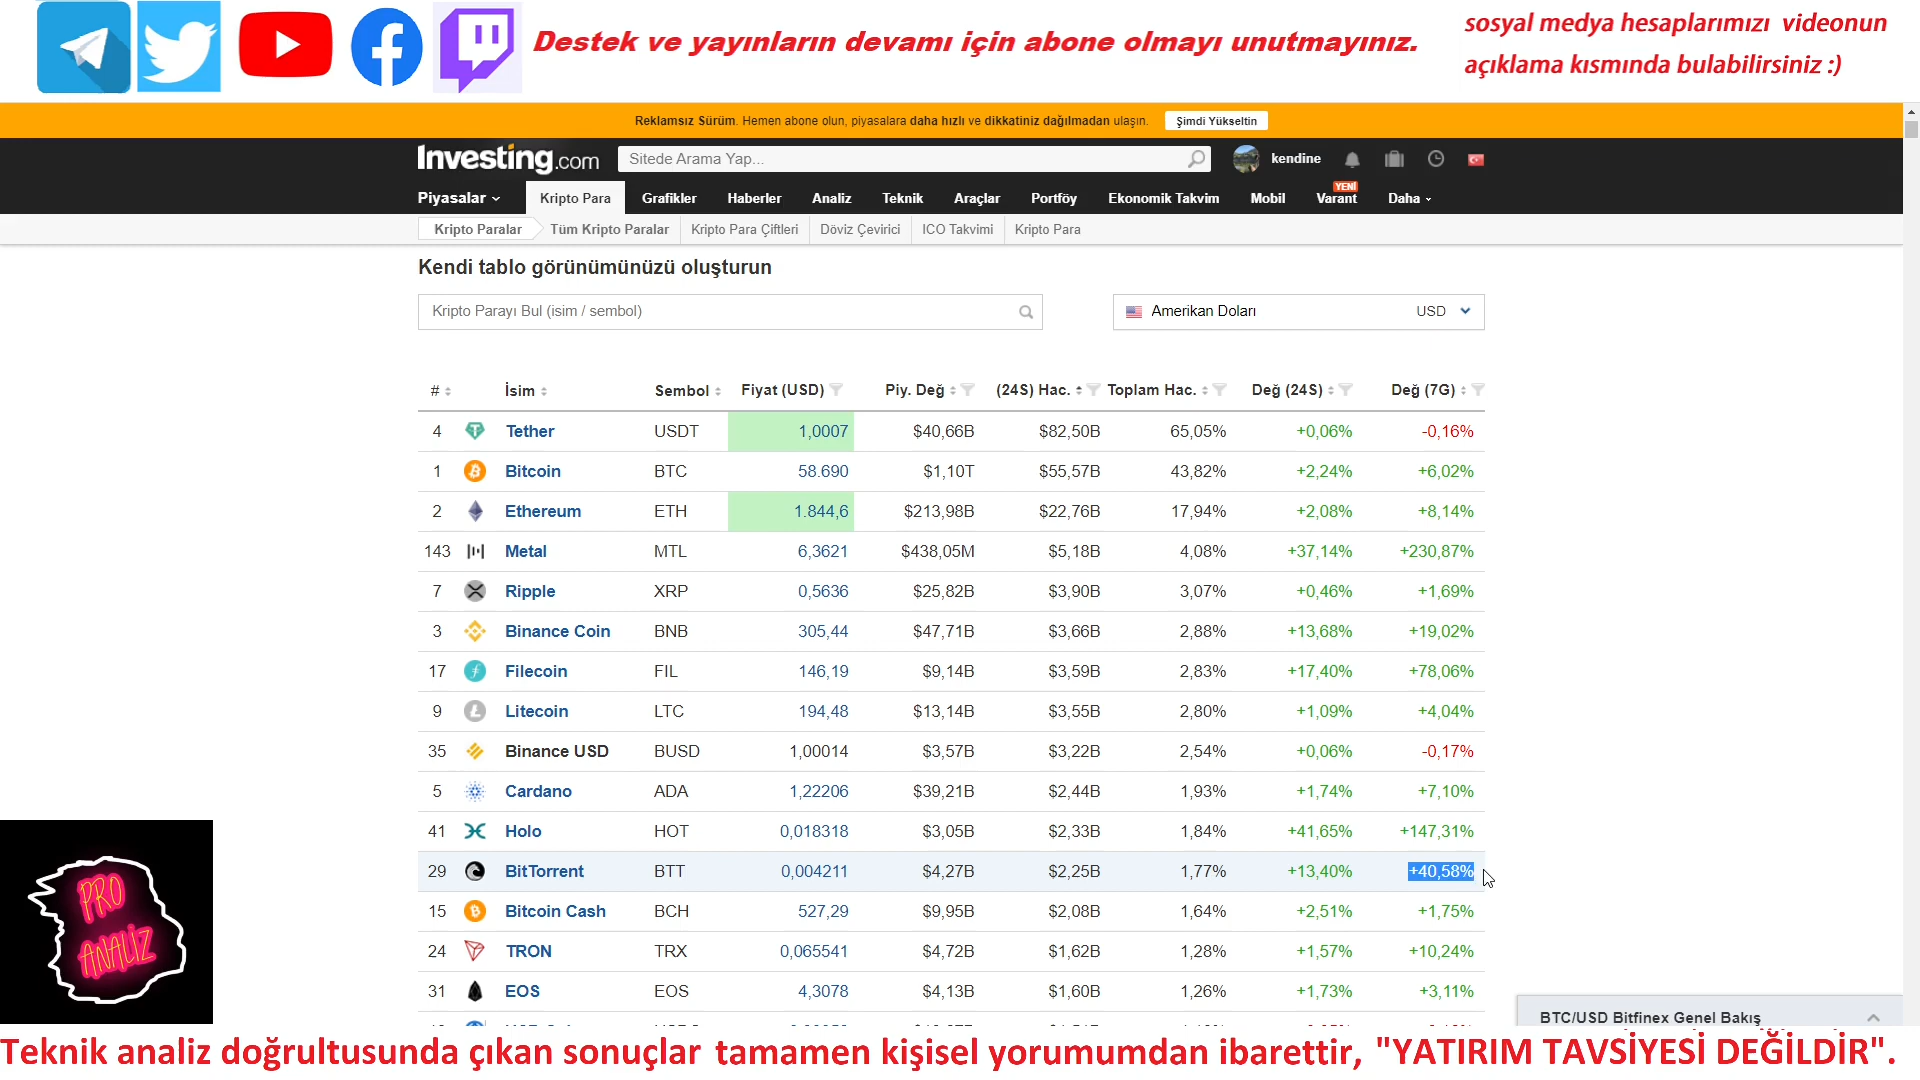 Destek ve yayınların devamı için abone olmayı unutmayınız.
sosyal medya hesaplarımızı videonun
açıklama kısmında bulabilirsiniz :)
Reklamsız Sürüm. Hemen abone olun, piyasalara daha hızlı ve dikkatiniz dağılmadan ulaşın. Şimdi Yükseltin
Investing.com Sitede Arama Yap... kendine
YENİ
Piyasalar Kripto Para Grafikler Haberler Analiz Teknik Araçlar Portföy Ekonomik Takvim Mobil Varant Daha
Kripto Paralar Tüm Kripto Paralar Kripto Para Çiftleri Döviz Çevirici ICO Takvimi Kripto Para
Kendi tablo görünümünüzü oluşturun
Kripto Parayı Bul (isim / sembol) Amerikan Doları USD
# İsim Sembol Fiyat (USD) Piy. Değ (24S) Hac. Toplam Hac. Değ (24S) Değ (7G)
4 Tether USDT 1,0007 $40,66B $82,50B 65,05% +0,06% -0,16%
1 Bitcoin BTC 58.690 $1,10T $55,57B 43,82% +2,24% +6,02%
2 Ethereum ETH 1.844,6 $213,98B $22,76B 17,94% +2,08% +8,14%
143 Metal MTL 6,3621 $438,05M $5,18B 4,08% +37,14% +230,87%
7 Ripple XRP 0,5636 $25,82B $3,90B 3,07% +0,46% +1,69%
3 Binance Coin BNB 305,44 $47,71B $3,66B 2,88% +13,68% +19,02%
17 Filecoin FIL 146,19 $9,14B $3,59B 2,83% +17,40% +78,06%
9 Litecoin LTC 194,48 $13,14B $3,55B 2,80% +1,09% +4,04%
35 Binance USD BUSD 1,00014 $3,57B $3,22B 2,54% +0,06% -0,17%
5 Cardano ADA 1,22206 $39,21B $2,44B 1,93% +1,74% +7,10%
41 Holo HOT 0,018318 $3,05B $2,33B 1,84% +41,65% +147,31%
29 BitTorrent BTT 0,004211 $4,27B $2,25B 1,77% +13,40% +40,58%
15 Bitcoin Cash BCH 527,29 $9,95B $2,08B 1,64% +2,51% +1,75%
24 TRON TRX 0,065541 $4,72B $1,62B 1,28% +1,57% +10,24%
31 EOS EOS 4,3078 $4,13B $1,60B 1,26% +1,73% +3,11%
PRO
ANALİZ
BTC/USD Bitfinex Genel Bakış
Teknik analiz doğrultusunda çıkan sonuçlar tamamen kişisel yorumumdan ibarettir, "YATIRIM TAVSİYESİ DEĞİLDİR".